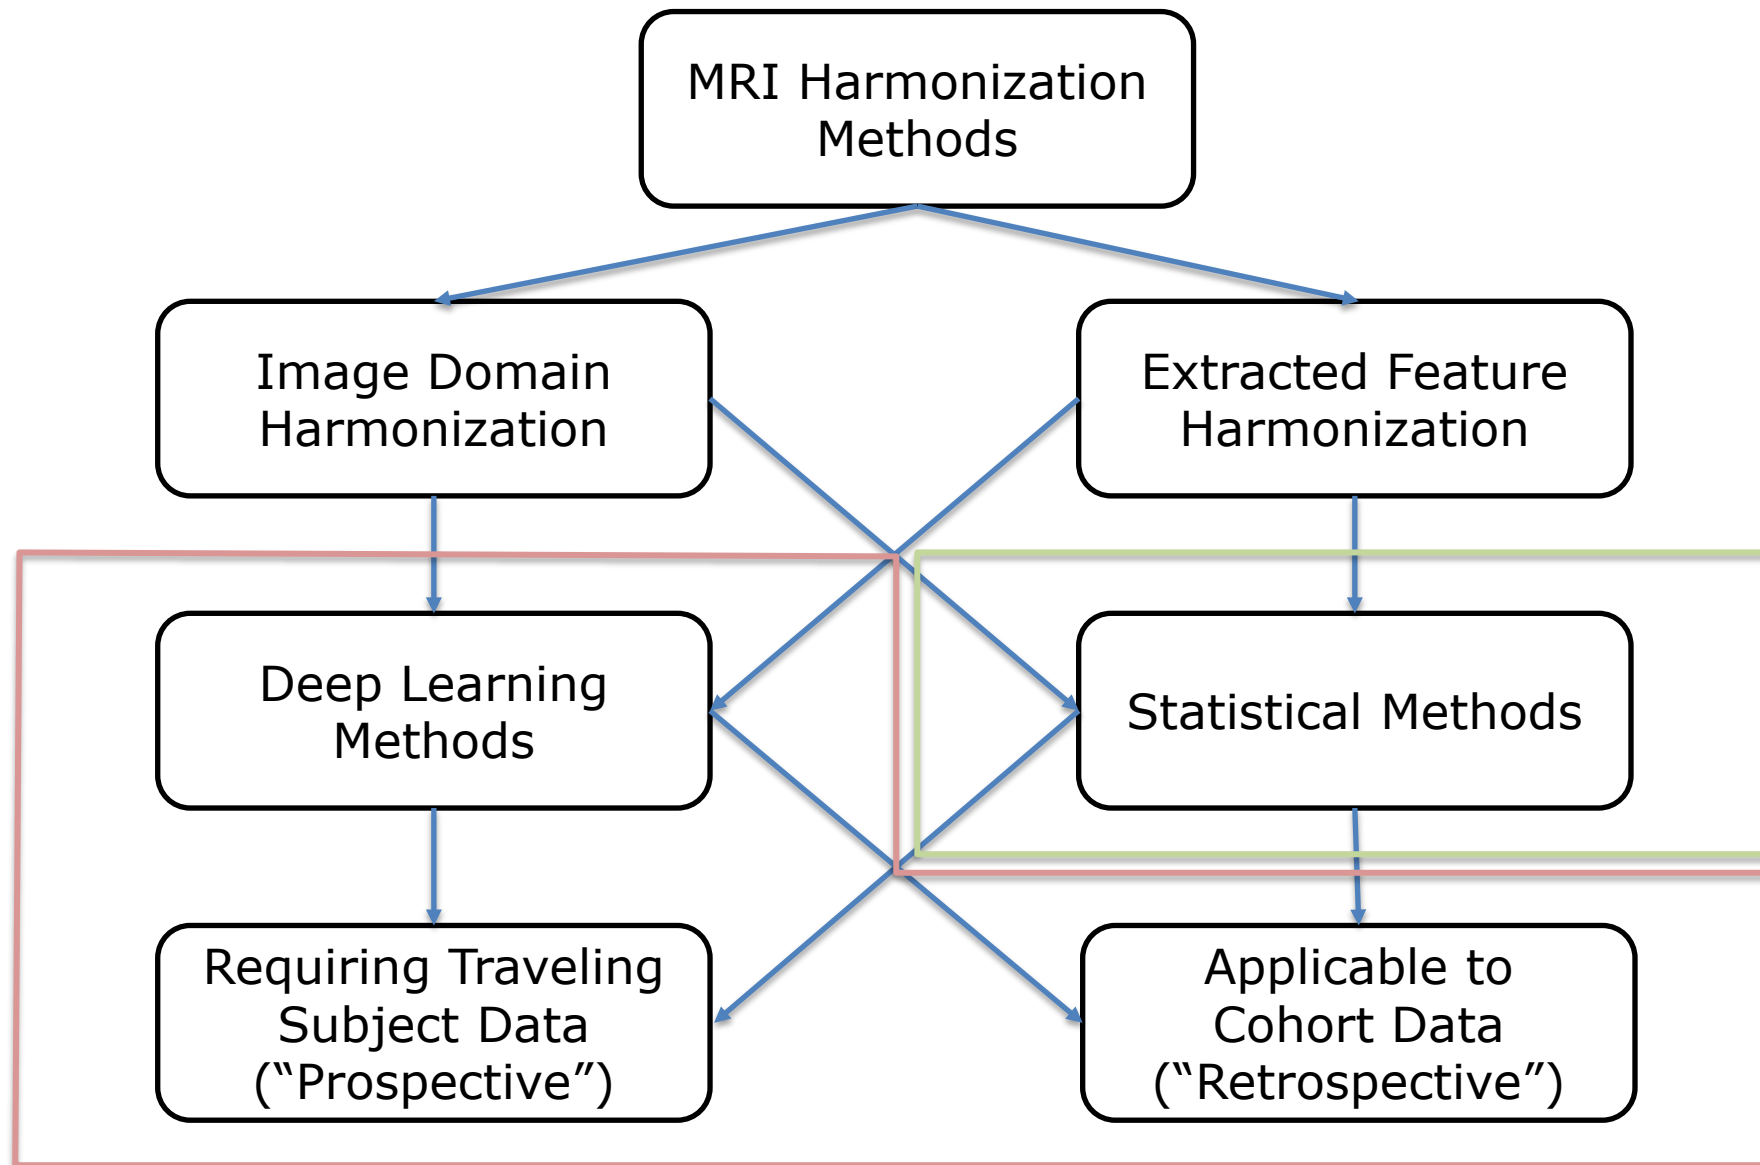 MRI Harmonization
Methods
Image Domain
Harmonization
Extracted Feature
Harmonization
Deep Learning
Methods
Statistical Methods
Requiring Traveling
Subject Data
(“Prospective”)
Applicable to
Cohort Data
(“Retrospective”)